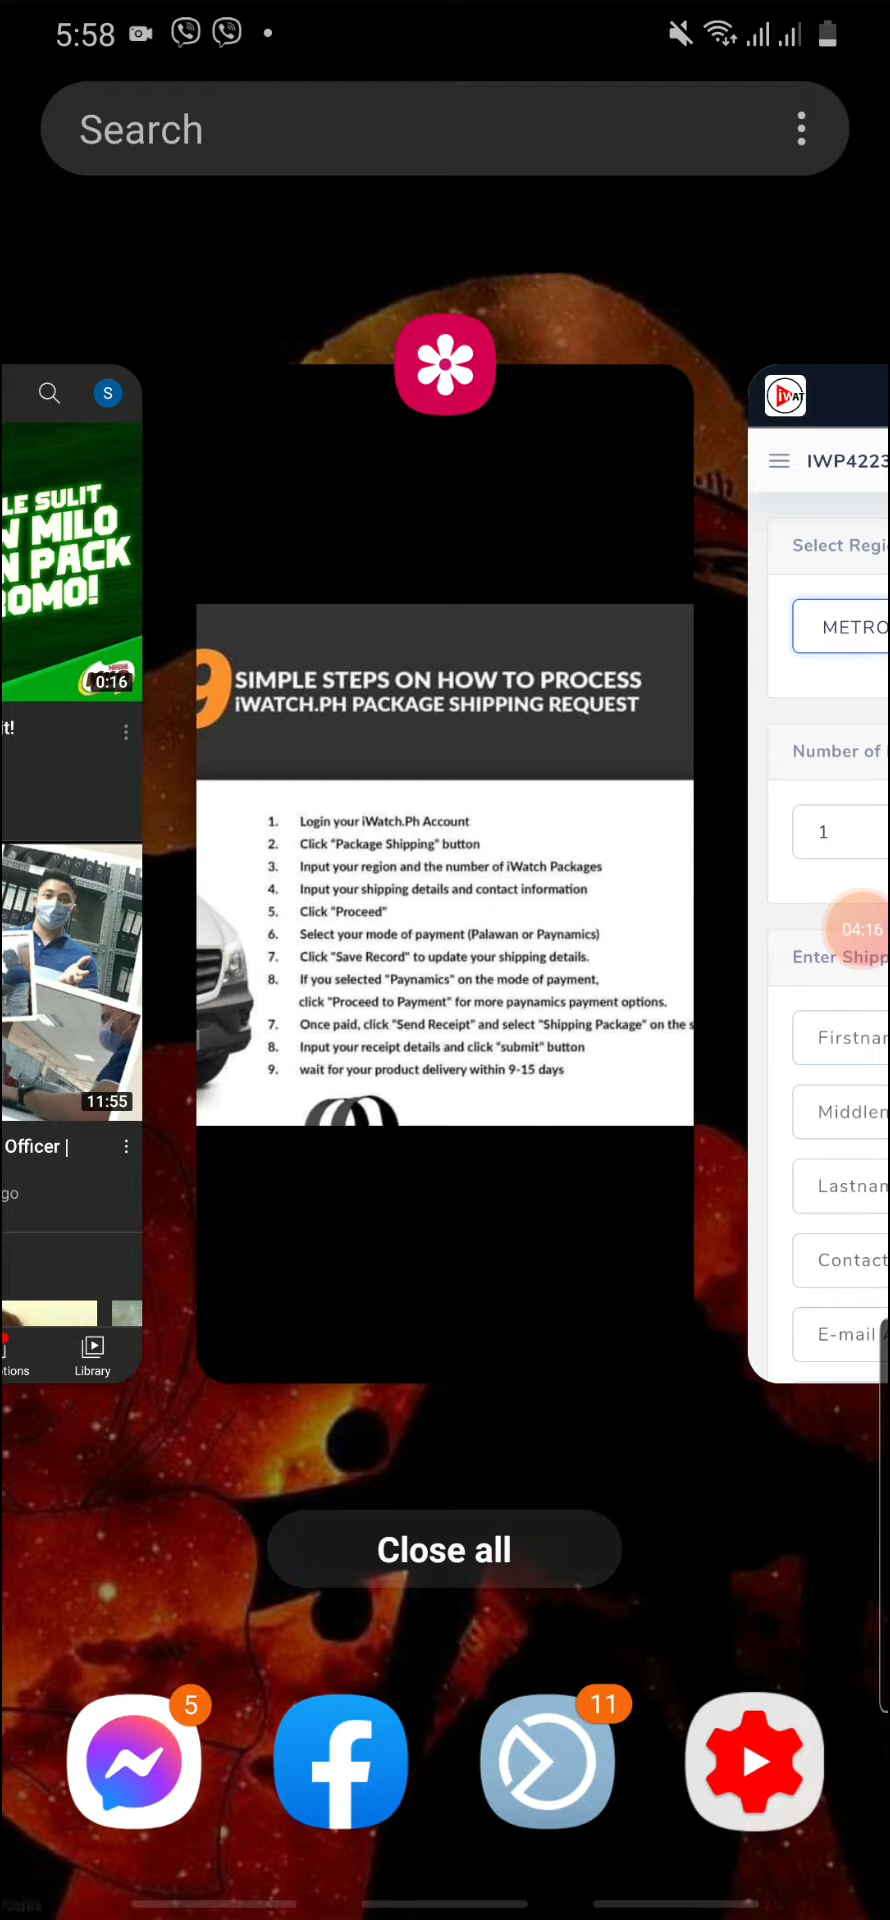 5:58
Search
S
LE SULIT
N MILO
N PACK
OMO!
0:16
it!
11:55
Officer |
go
tions
Library
9 SIMPLE STEPS ON HOW TO PROCESS
iWATCH.PH PACKAGE SHIPPING REQUEST
1. Login your iWatch.Ph Account
2. Click "Package Shipping" button
3. Input your region and the number of iWatch Packages
4. Input your shipping details and contact information
5. Click "Proceed"
6. Select your mode of payment (Palawan or Paynamics)
7. Click "Save Record" to update your shipping details.
8. If you selected "Paynamics" on the mode of payment,
click "Proceed to Payment" for more paynamics payment options.
7. Once paid, click "Send Receipt" and select "Shipping Package" on the s
8. Input your receipt details and click "submit" button
9. wait for your product delivery within 9-15 days
iWAT
IWP4223
Select Regi
METRO
Number of
1
04:16
Enter Shipp
Firstnar
Middlen
Lastnan
Contact
E-mail
Close all
5
11